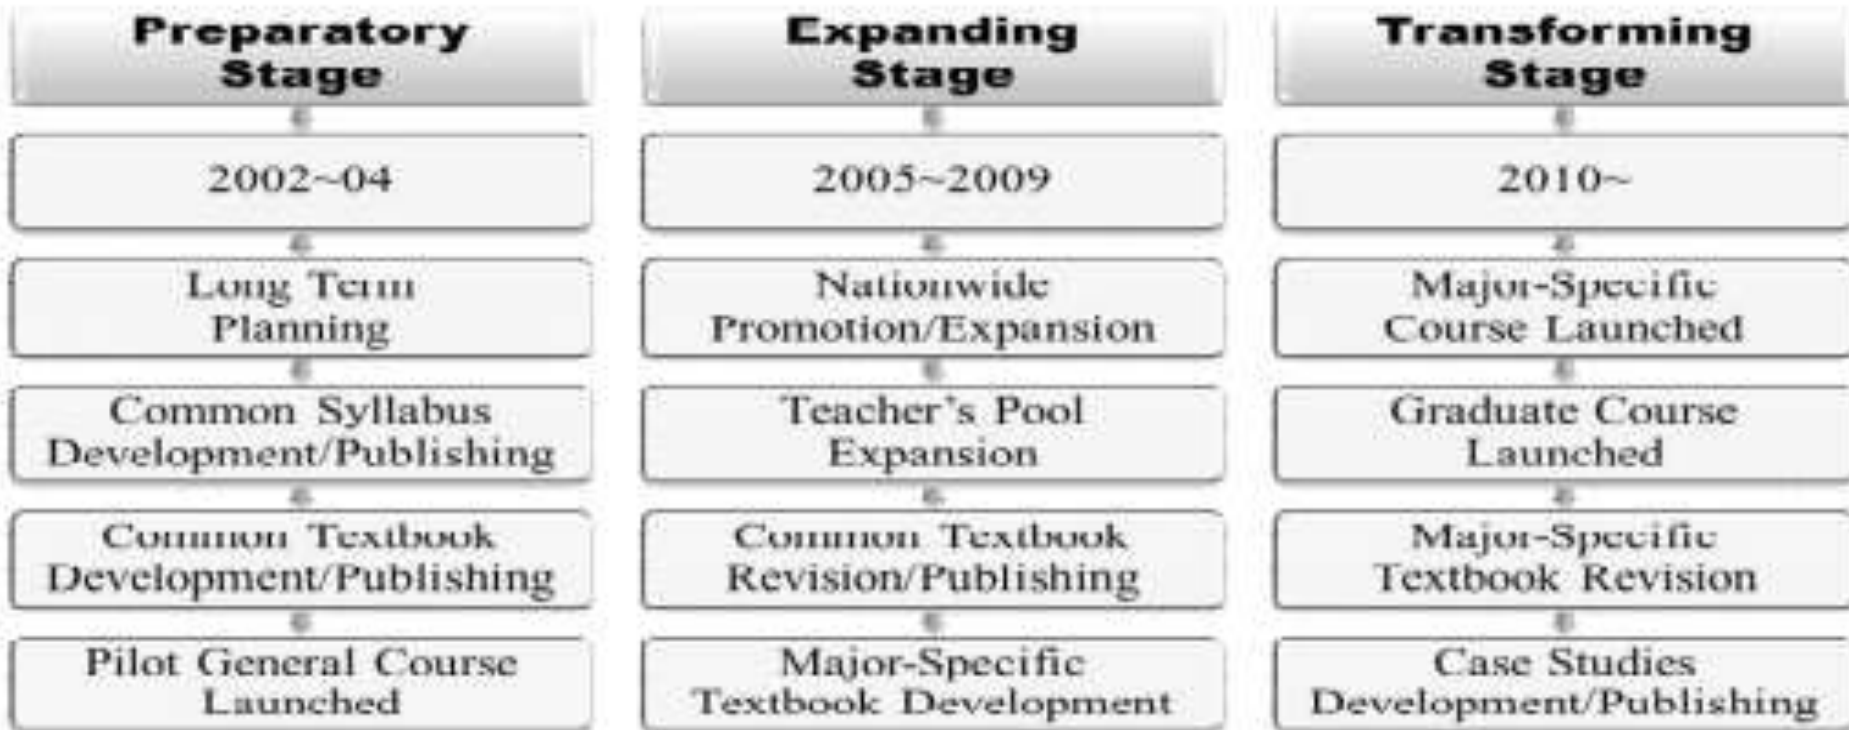 Preparatory
Stage
2002~04
Long Term
Planning
Common Syllabus
Development/Publishing
Common Textbook
Development/Publishing
Pilot General Course
Launched
Expanding
Stage
2005~2009
Nationwide
Promotion/Expansion
Teacher's Pool
Expansion
Common Textbook
Revision/Publishing
Major-Specific
Textbook Development
Transforming
Stage
2010~
Major-Specific
Course Launched
Graduate Course
Launched
Major-Specific
Textbook Revision
Case Studies
Development/Publishing